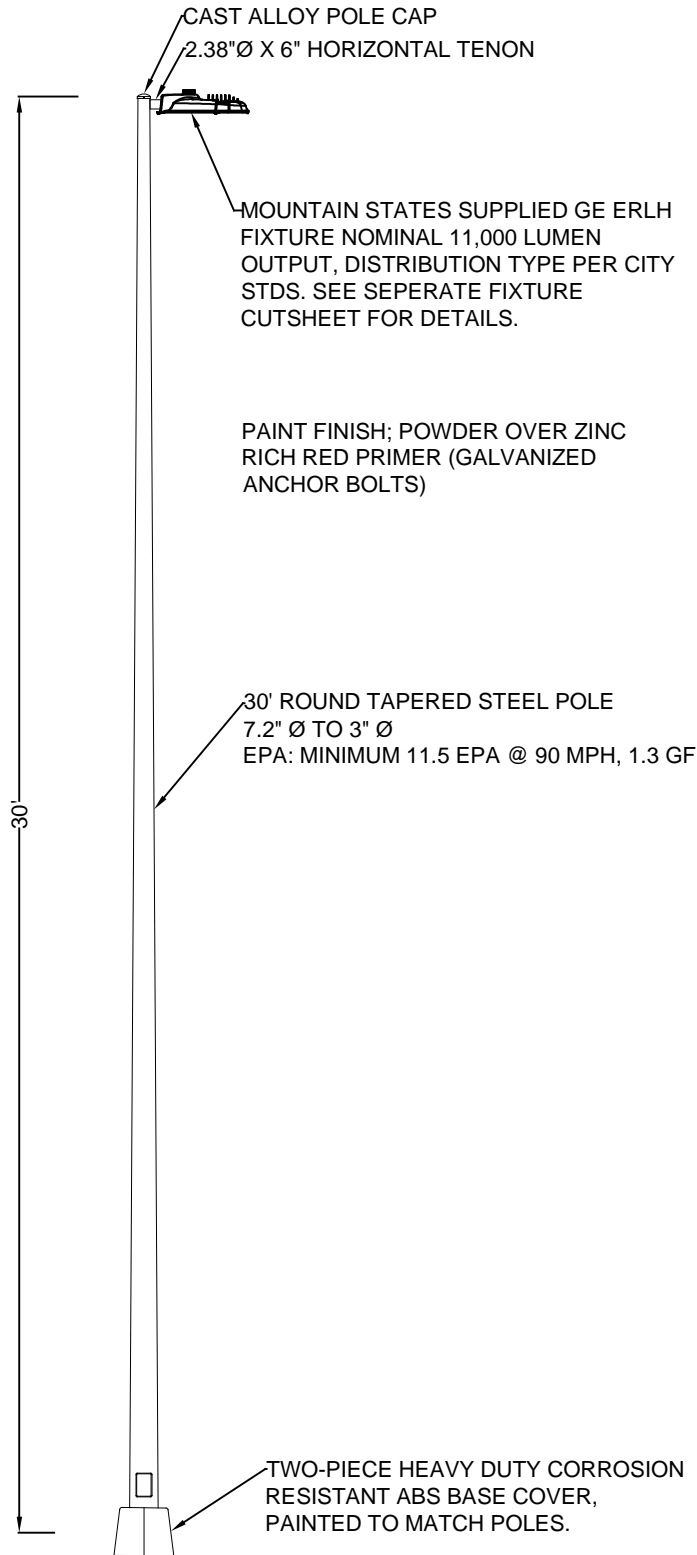 CAST ALLOY POLE CAP
2.38"Ø X 6" HORIZONTAL TENON
MOUNTAIN STATES SUPPLIED GE ERLH
FIXTURE NOMINAL 11,000 LUMEN
OUTPUT, DISTRIBUTION TYPE PER CITY
STDS. SEE SEPERATE FIXTURE
CUTSHEET FOR DETAILS.
PAINT FINISH; POWDER OVER ZINC
RICH RED PRIMER (GALVANIZED
ANCHOR BOLTS)
30' ROUND TAPERED STEEL POLE
7.2" Ø TO 3" Ø
EPA: MINIMUM 11.5 EPA @ 90 MPH, 1.3 GF
30'
TWO-PIECE HEAVY DUTY CORROSION
RESISTANT ABS BASE COVER,
PAINTED TO MATCH POLES.